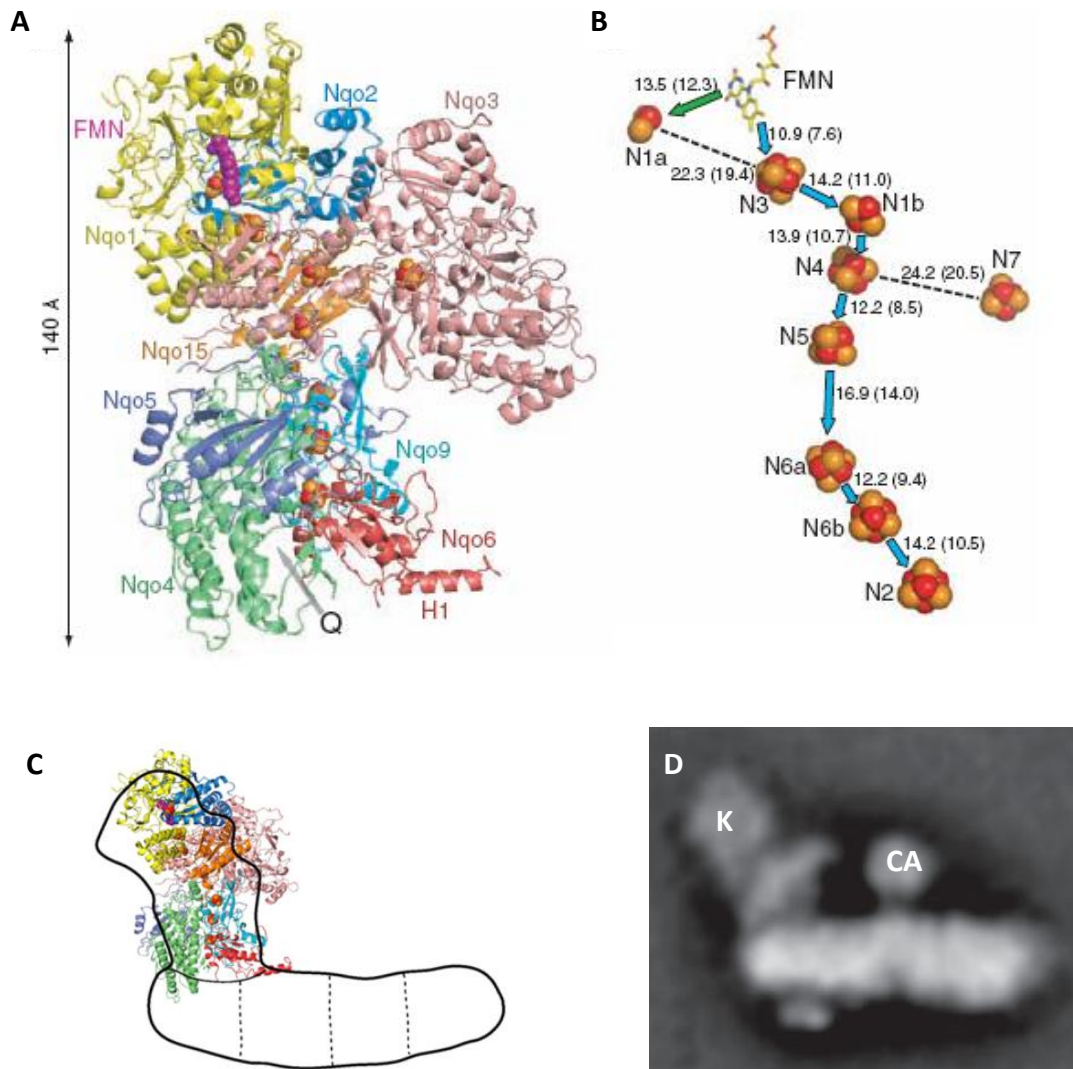 A
140 Å
FMN
Nqo2
Nqo3
Nqo1
Nqo15
Nqo5
Nqo9
Nqo4
Nqo6
H1
Q
B
13.5 (12.3)
FMN
10.9 (7.6)
N1a
22.3 (19.4)
14.2 (11.0)
N3
N1b
13.9 (10.7)
N4
24.2 (20.5)
N7
12.2 (8.5)
N5
16.9 (14.0)
N6a
12.2 (9.4)
N6b
14.2 (10.5)
N2
C
D
K
CA